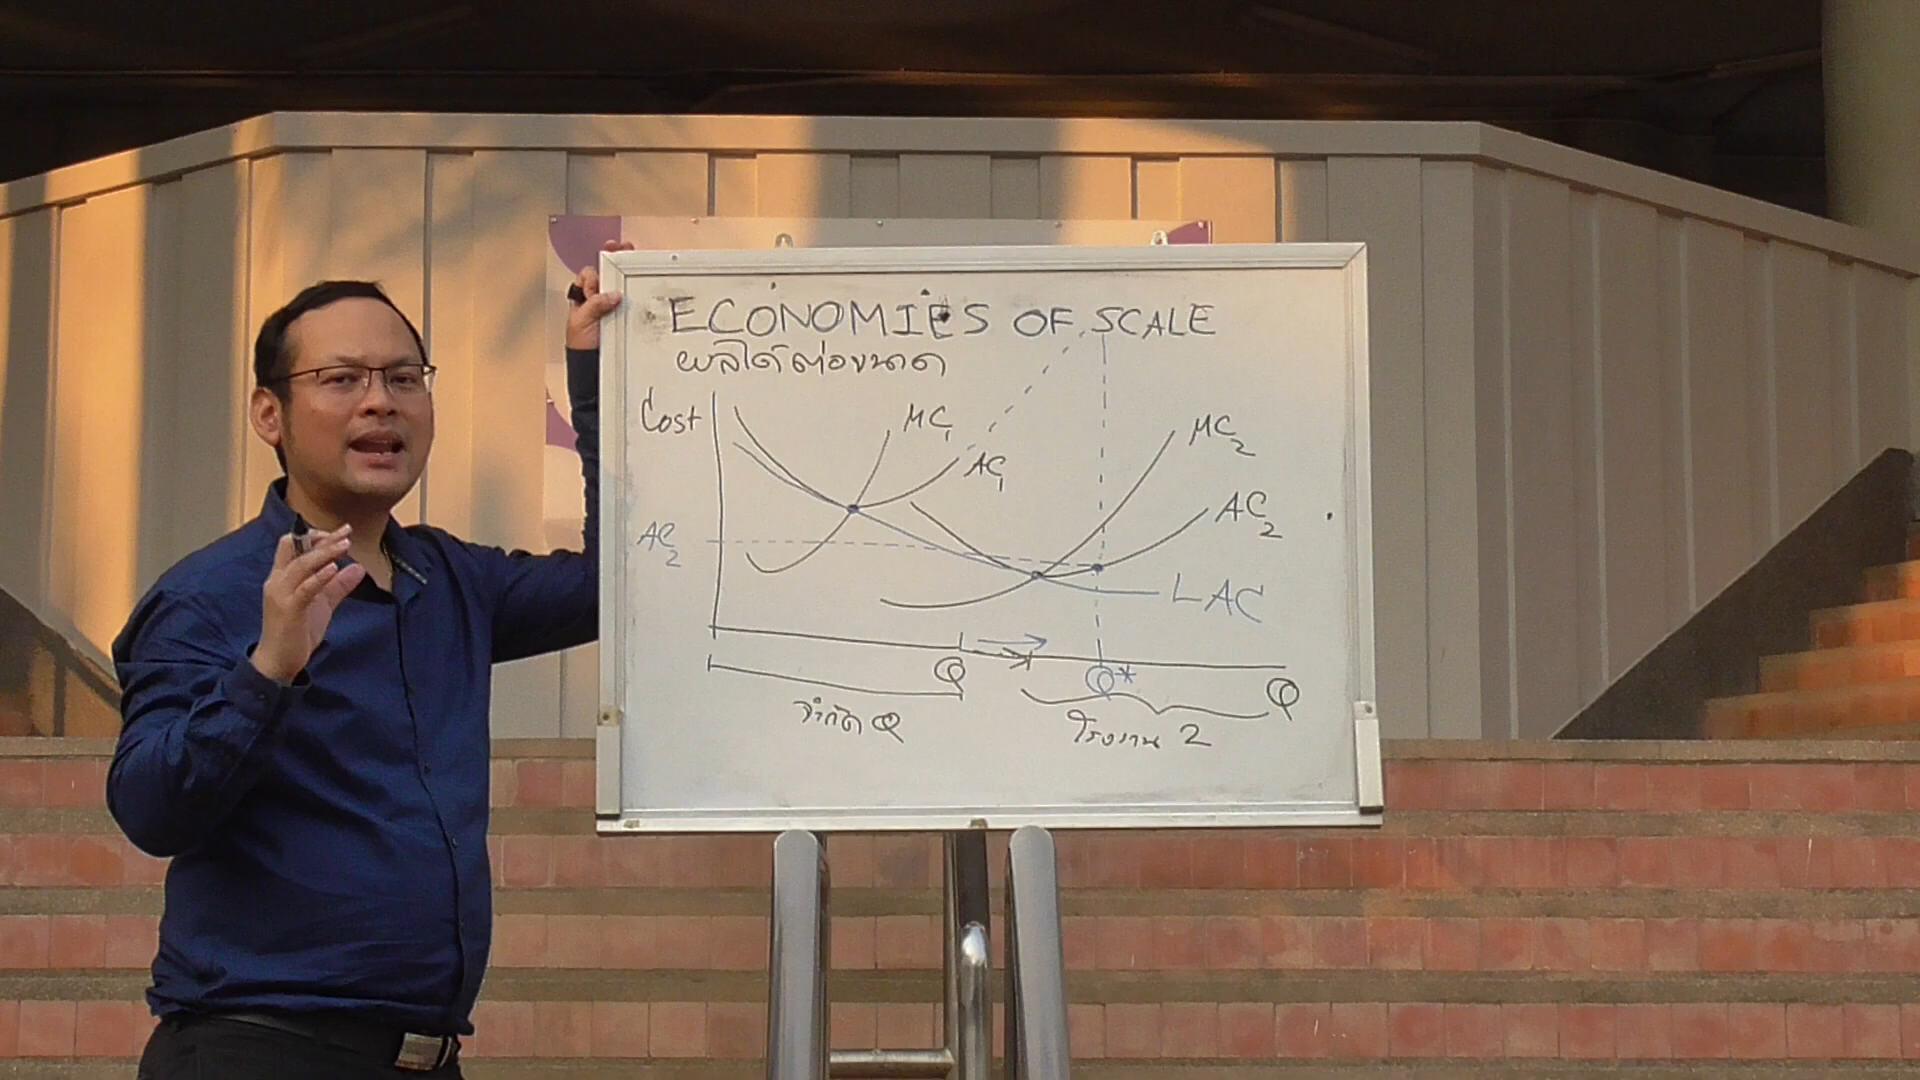 ECONOMIES OF SCALE
ผลได้ต่อขนาด
Cost
MC1
AC1
MC2
AC2
AC2
LAC
Q
Q*
Q
จำกัด Q
โรงงาน 2